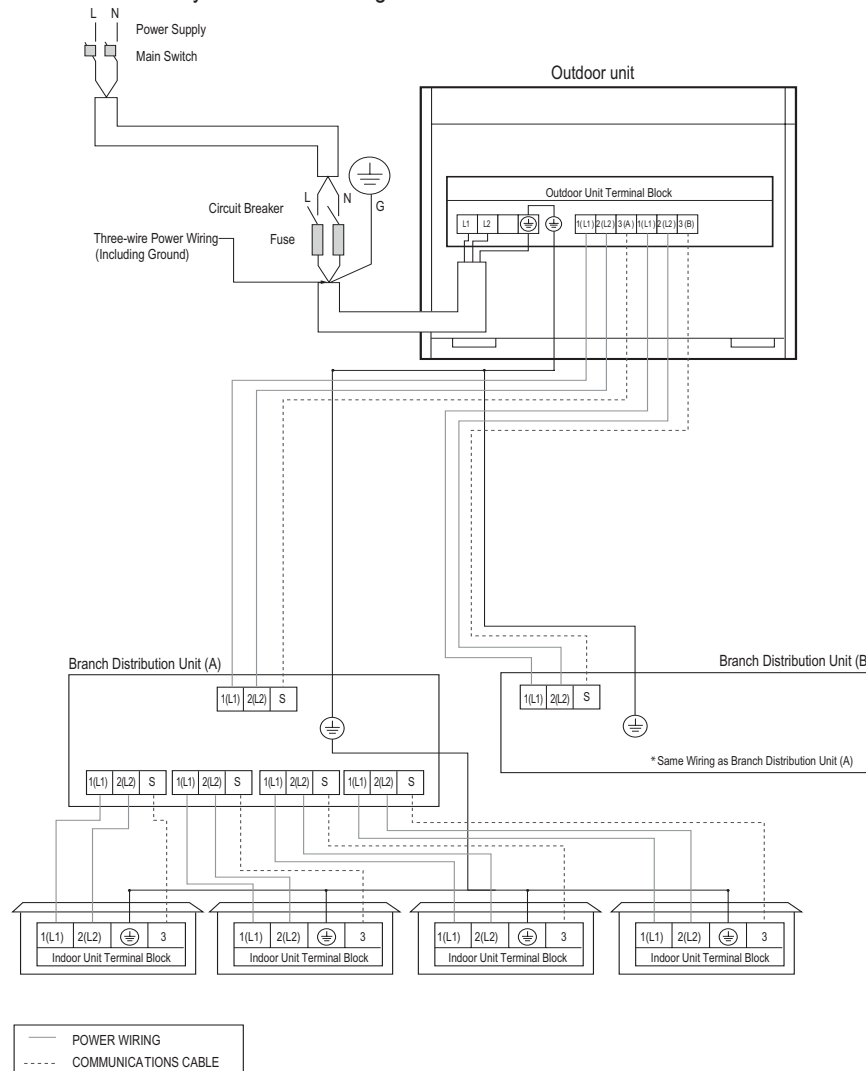 L N
Power Supply
Main Switch
Outdoor unit
Outdoor Unit Terminal Block
L1 L2
1(L1) 2(L2) 3(A) 1(L1) 2(L2) 3(B)
L N
G
Circuit Breaker
Fuse
Three-wire Power Wiring
(Including Ground)
Branch Distribution Unit (A)
1(L1) 2(L2) S
Branch Distribution Unit (B
1(L1) 2(L2) S
*Same Wiring as Branch Distribution Unit (A)
1(L1) 2(L2) S 1(L1) 2(L2) S 1(L1) 2(L2) S 1(L1) 2(L2) S
1(L1) 2(L2) 3
Indoor Unit Terminal Block
1(L1) 2(L2) 3
Indoor Unit Terminal Block
1(L1) 2(L2) 3
Indoor Unit Terminal Block
1(L1) 2(L2) 3
Indoor Unit Terminal Block
POWER WIRING
COMMUNICATIONS CABLE